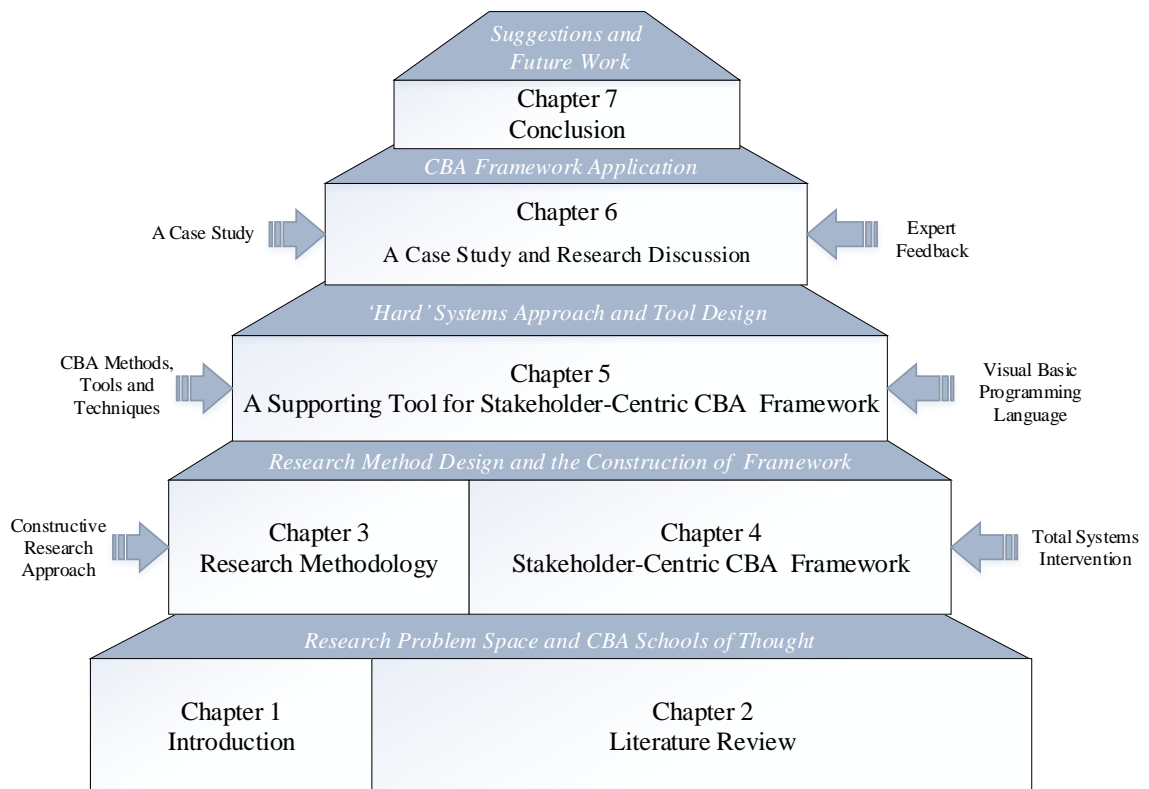 Suggestions and
Future Work
Chapter 7
Conclusion
CBA Framework Application
A Case Study
Chapter 6
A Case Study and Research Discussion
Expert
Feedback
‘Hard’ Systems Approach and Tool Design
CBA Methods,
Tools and
Techniques
Chapter 5
A Supporting Tool for Stakeholder-Centric CBA Framework
Visual Basic
Programming
Language
Research Method Design and the Construction of Framework
Constructive
Research
Approach
Chapter 3
Research Methodology
Chapter 4
Stakeholder-Centric CBA Framework
Total Systems
Intervention
Research Problem Space and CBA Schools of Thought
Chapter 1
Introduction
Chapter 2
Literature Review